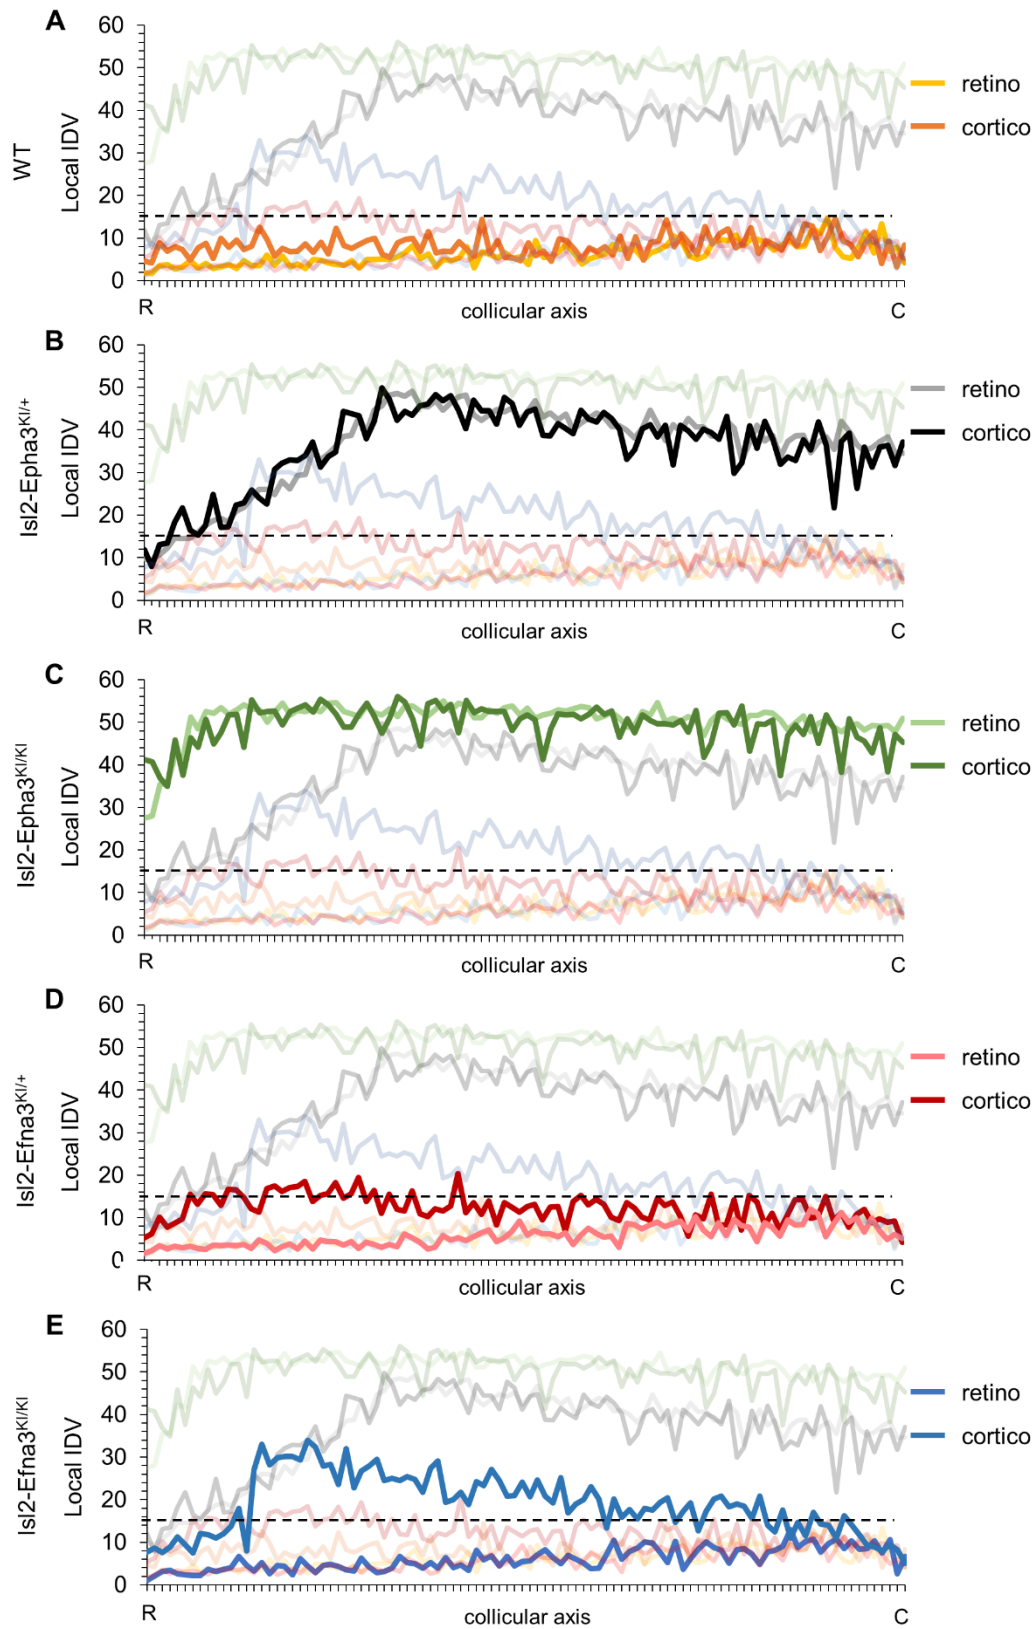 A
60
50
40
30
20
10
0
WT
Local IDV
R
collicular axis
C
retino
cortico
B
60
50
40
30
20
10
0
Isl2-Epha3KI/+
Local IDV
R
collicular axis
C
retino
cortico
C
60
50
40
30
20
10
0
Isl2-Epha3KI/KI
Local IDV
R
collicular axis
C
retino
cortico
D
60
50
40
30
20
10
0
Isl2-Efna3KI/+
Local IDV
R
collicular axis
C
retino
cortico
E
60
50
40
30
20
10
0
Isl2-Efna3KI/KI
Local IDV
R
collicular axis
C
retino
cortico